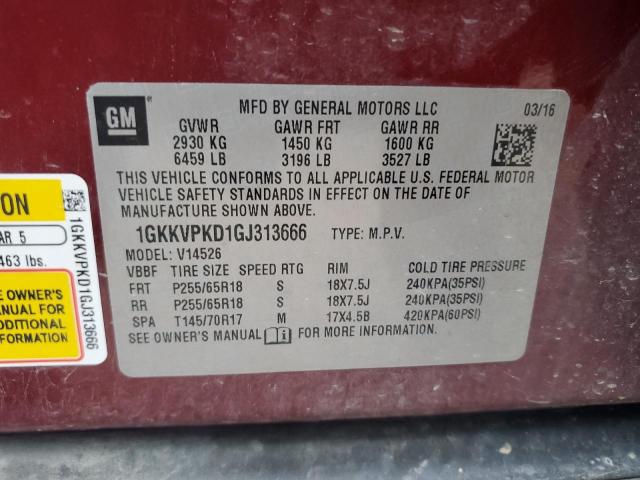 GM
MFD BY GENERAL MOTORS LLC
03/16
GVWR GAWR FRT GAWR RR
2930 KG 1450 KG 1600 KG
6459 LB 3196 LB 3527 LB
THIS VEHICLE CONFORMS TO ALL APPLICABLE U.S. FEDERAL MOTOR
VEHICLE SAFETY STANDARDS IN EFFECT ON THE DATE OF
MANUFACTURE SHOWN ABOVE.
1GKKVPKD1GJ313666 TYPE: M.P.V.
MODEL: V14526
VBBF TIRE SIZE SPEED RTG RIM COLD TIRE PRESSURE
FRT P255/65R18 S 18X7.5J 240KPA(35PSI)
RR P255/65R18 S 18X7.5J 240KPA(35PSI)
SPA T145/70R17 M 17X4.5B 420KPA(60PSI)
SEE OWNER'S MANUAL FOR MORE INFORMATION.
ON
AR 5
463 lbs.
E OWNER'S
ANUAL FOR
DDITIONAL
FORMATION
1GKKVPKD1GJ313666